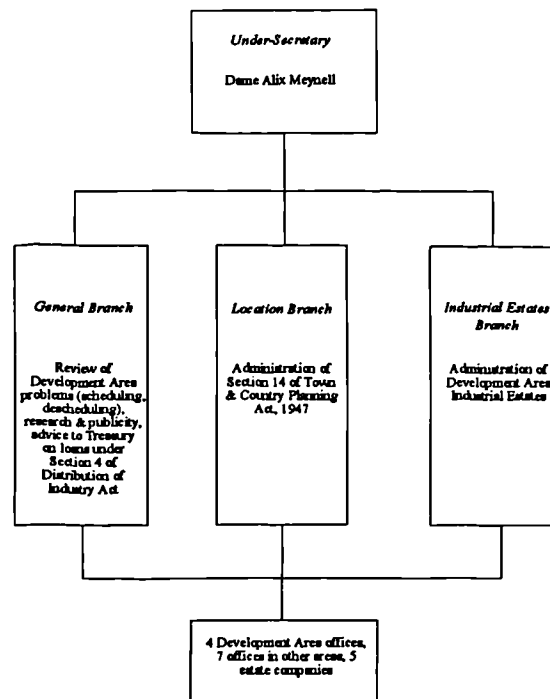 Under-Secretary
Dame Alix Meynell
General Branch
Review of
Development Area
problems (scheduling,
descheduling),
research & publicity,
advice to Treasury
on loans under
Section 4 of
Distribution of
Industry Act
Location Branch
Administration of
Section 14 of Town
& Country Planning
Act, 1947
Industrial Estates
Branch
Administration of
Development Area
Industrial Estates
4 Development Area offices,
7 offices in other areas, 5
estate companies